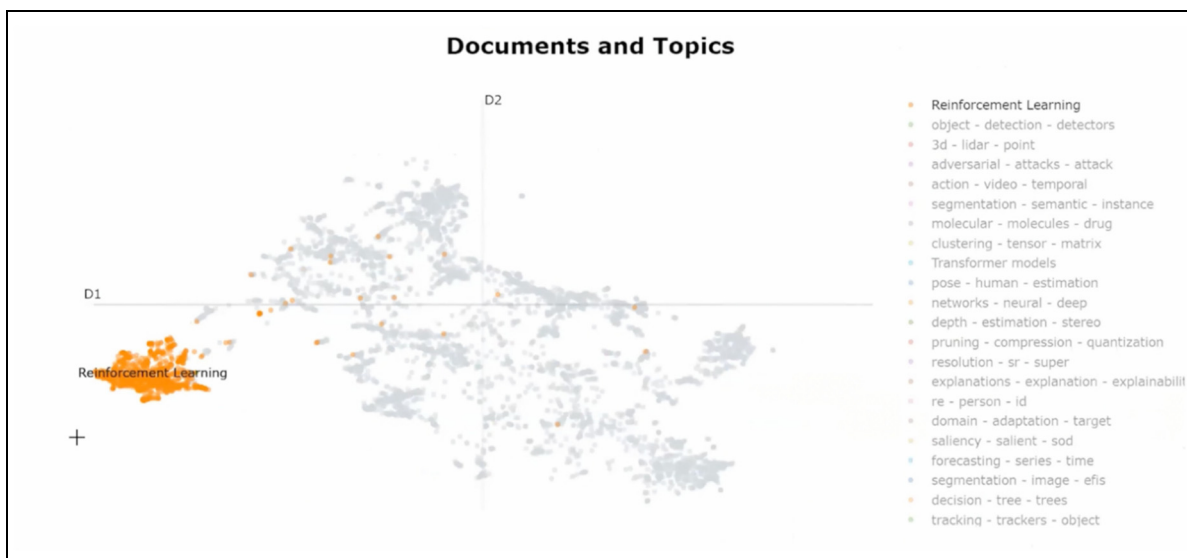 Documents and Topics
D2
D1
Reinforcement Learning
Reinforcement Learning
object - detection - detectors
3d - lidar - point
adversarial - attacks - attack
action - video - temporal
segmentation - semantic - instance
molecular - molecules - drug
clustering - tensor - matrix
Transformer models
pose - human - estimation
networks - neural - deep
depth - estimation - stereo
pruning - compression - quantization
resolution - sr - super
explanations - explanation - explainabilit
re - person - id
domain - adaptation - target
saliency - salient - sod
forecasting - series - time
segmentation - image - efis
decision - tree - trees
tracking - trackers - object